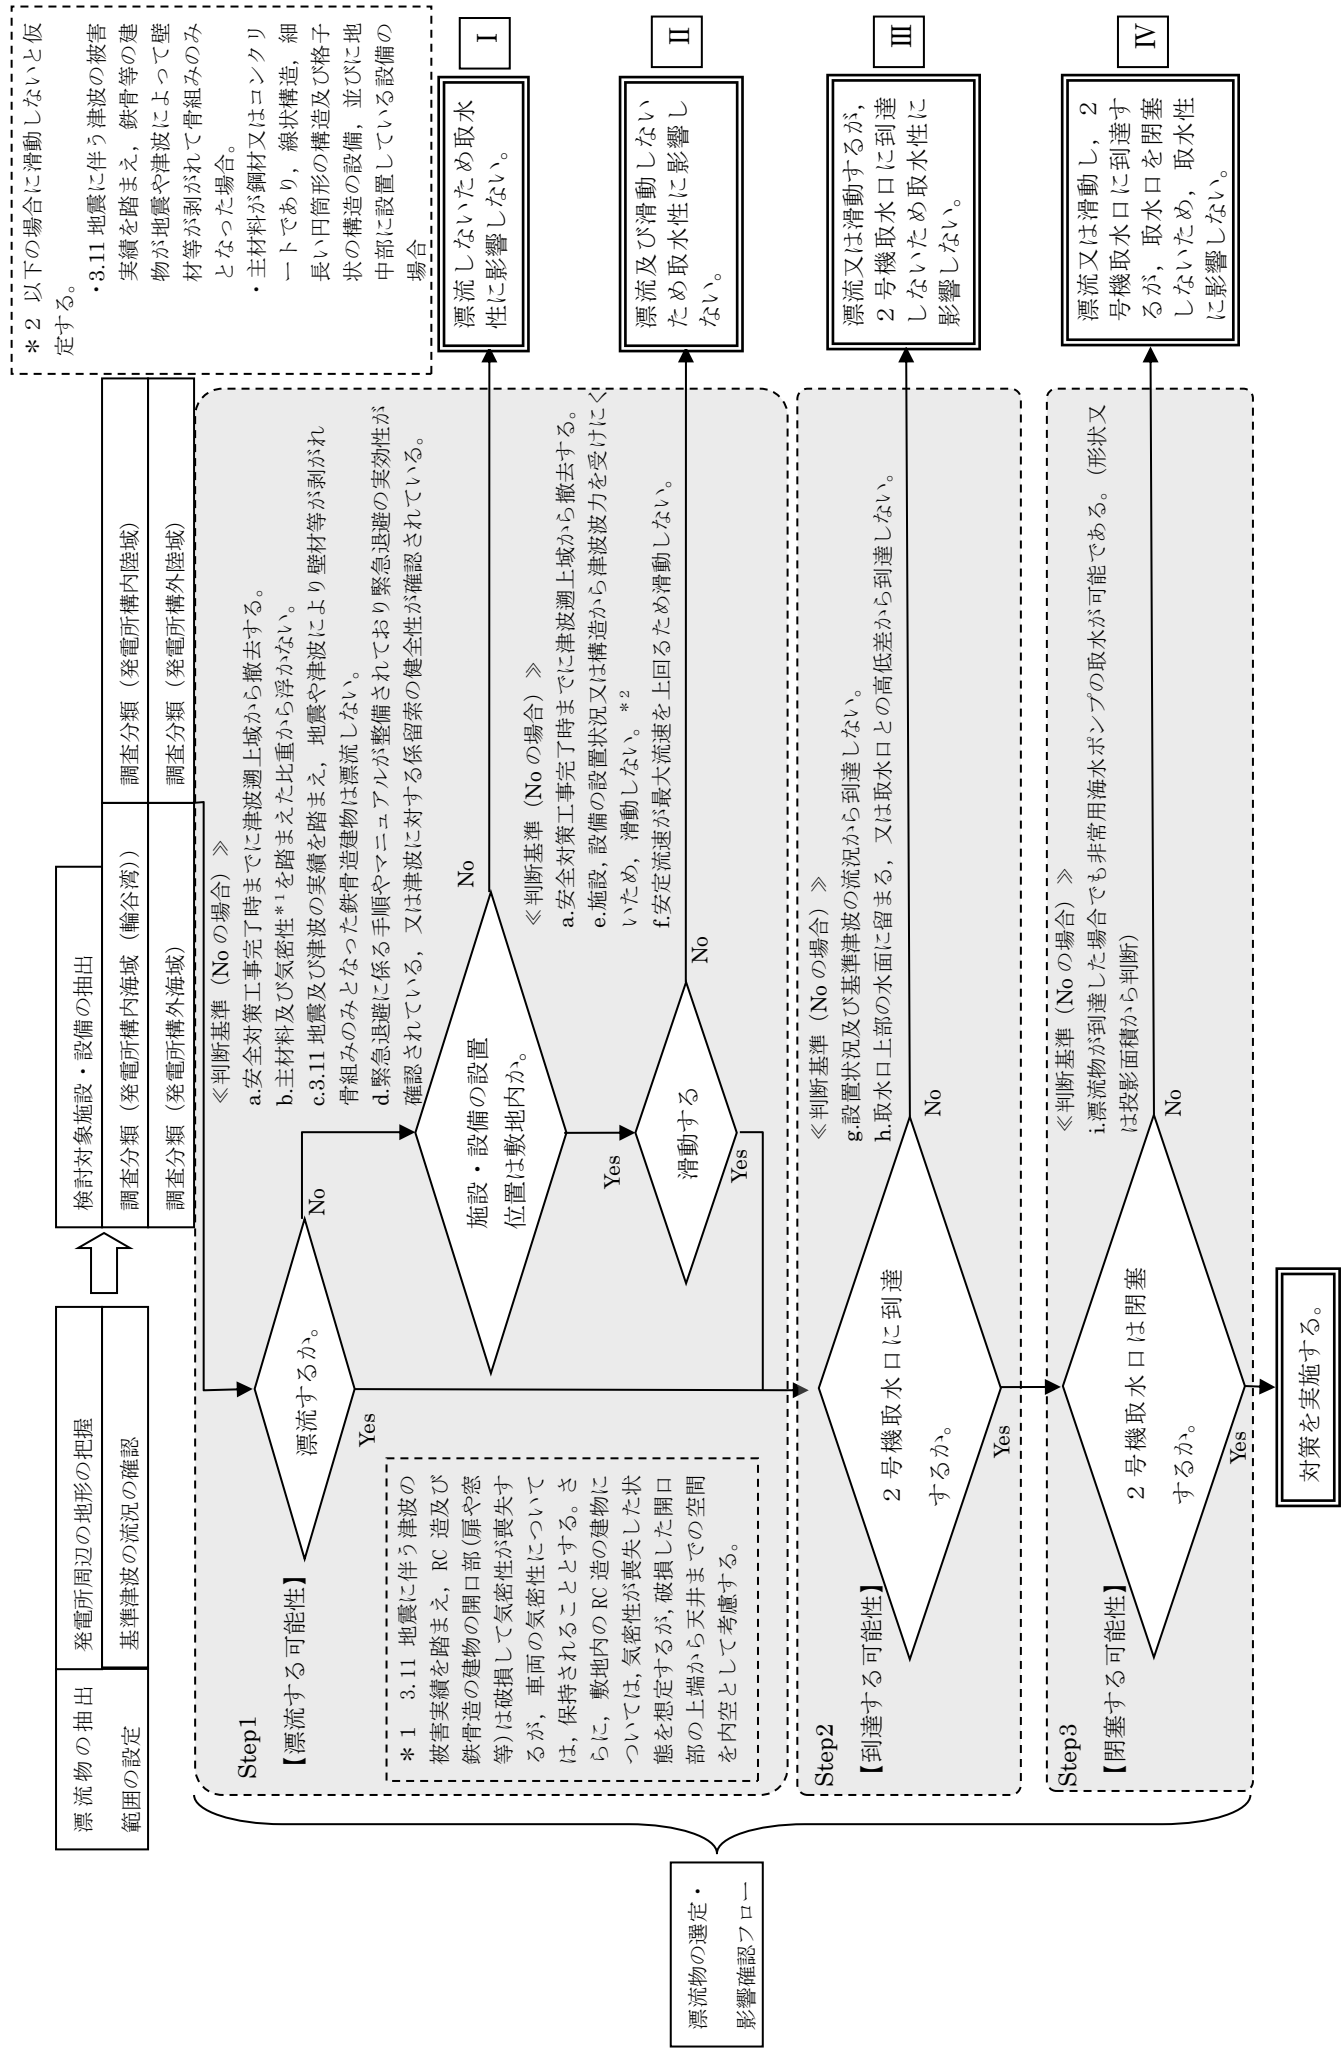 漂流物の抽出
範囲の設定
発電所周辺の地形の把握
基準津波の流況の確認
検討対象施設・設備の抽出
調査分類（発電所構内海域（輪谷湾））
調査分類（発電所構内陸域）
調査分類（発電所構外海域）
調査分類（発電所構外陸域）
＊２ 以下の場合に滑動しないと仮
定する。
・3.11 地震に伴う津波の被害
実績を踏まえ，鉄骨等の建
物が地震や津波によって壁
材等が剥がれて骨組みのみ
となった場合。
・主材料が鋼材又はコンクリ
ートであり，線状構造，細
長い円筒形の構造及び格子
状の構造の設備，並びに地
中部に設置している設備の
場合
漂流物の選定・
影響確認フロー
Step1
【漂流する可能性】
漂流するか。
No
Yes
≪判断基準（No の場合）≫
a.安全対策工事完了時までに津波遡上域から撤去する。
b.主材料及び気密性*1を踏まえた比重から浮かない。
c.3.11 地震及び津波の実績を踏まえ，地震や津波により壁材等が剥がれ
骨組みのみとなった鉄骨造建物は漂流しない。
d.緊急退避に係る手順やマニュアルが整備されており緊急退避の実効性が
確認されている，又は津波に対する係留索の健全性が確認されている。
＊１ 3.11 地震に伴う津波の
被害実績を踏まえ，RC 造及び
鉄骨造の建物の開口部(扉や窓
等)は破損して気密性が喪失す
るが，車両の気密性について
は，保持されることとする。さ
らに，敷地内の RC 造の建物に
ついては，気密性が喪失した状
態を想定するが，破損した開口
部の上端から天井までの空間
を内空として考慮する。
施設・設備の設置
位置は敷地内か。
No
Yes
漂流しないため取水
性に影響しない。
Ⅰ
≪判断基準（No の場合）≫
a.安全対策工事完了時までに津波遡上域から撤去する。
e.施設，設備の設置状況又は構造から津波波力を受けにく
いため，滑動しない。*2
f.安定流速が最大流速を上回るため滑動しない。
滑動する
No
Yes
漂流及び滑動しない
ため取水性に影響し
ない。
Ⅱ
Step2
【到達する可能性】
２号機取水口に到達
するか。
No
Yes
≪判断基準（No の場合）≫
g.設置状況及び基準津波の流況から到達しない。
h.取水口上部の水面に留まる，又は取水口との高低差から到達しない。
漂流又は滑動するが，
２号機取水口に到達
しないため取水性に
影響しない。
Ⅲ
Step3
【閉塞する可能性】
２号機取水口は閉塞
するか。
No
Yes
≪判断基準（No の場合）≫
i.漂流物が到達した場合でも非常用海水ポンプの取水が可能である。（形状又
は投影面積から判断）
漂流又は滑動し，２
号機取水口に到達す
るが，取水口を閉塞
しないため，取水性
に影響しない。
Ⅳ
対策を実施する。